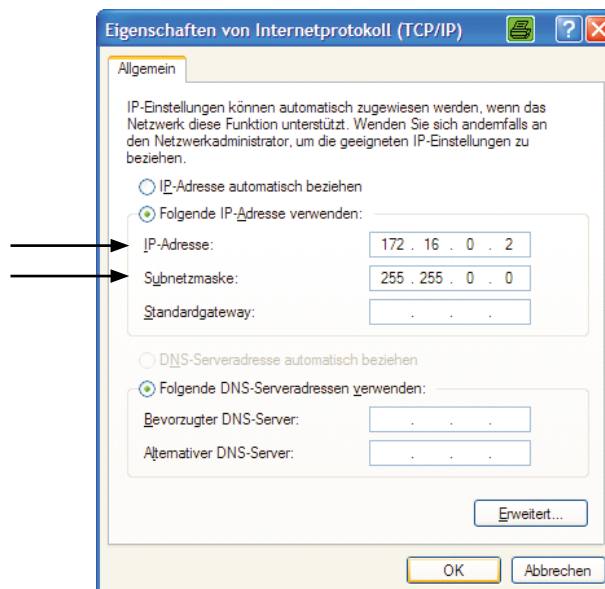 Eigenschaften von Internetprotokoll (TCP/IP)
Allgemein
IP-Einstellungen können automatisch zugewiesen werden, wenn das
Netzwerk diese Funktion unterstützt. Wenden Sie sich andernfalls an
den Netzwerkadministrator, um die geeigneten IP-Einstellungen zu
beziehen.
IP-Adresse automatisch beziehen
Folgende IP-Adresse verwenden:
IP-Adresse: 172 . 16 . 0 . 2
Subnetzmaske: 255 . 255 . 0 . 0
Standardgateway: . . .
DNS-Serveradresse automatisch beziehen
Folgende DNS-Serveradressen verwenden:
Bevorzugter DNS-Server: . . .
Alternativer DNS-Server: . . .
Erweitert...
OK Abbrechen